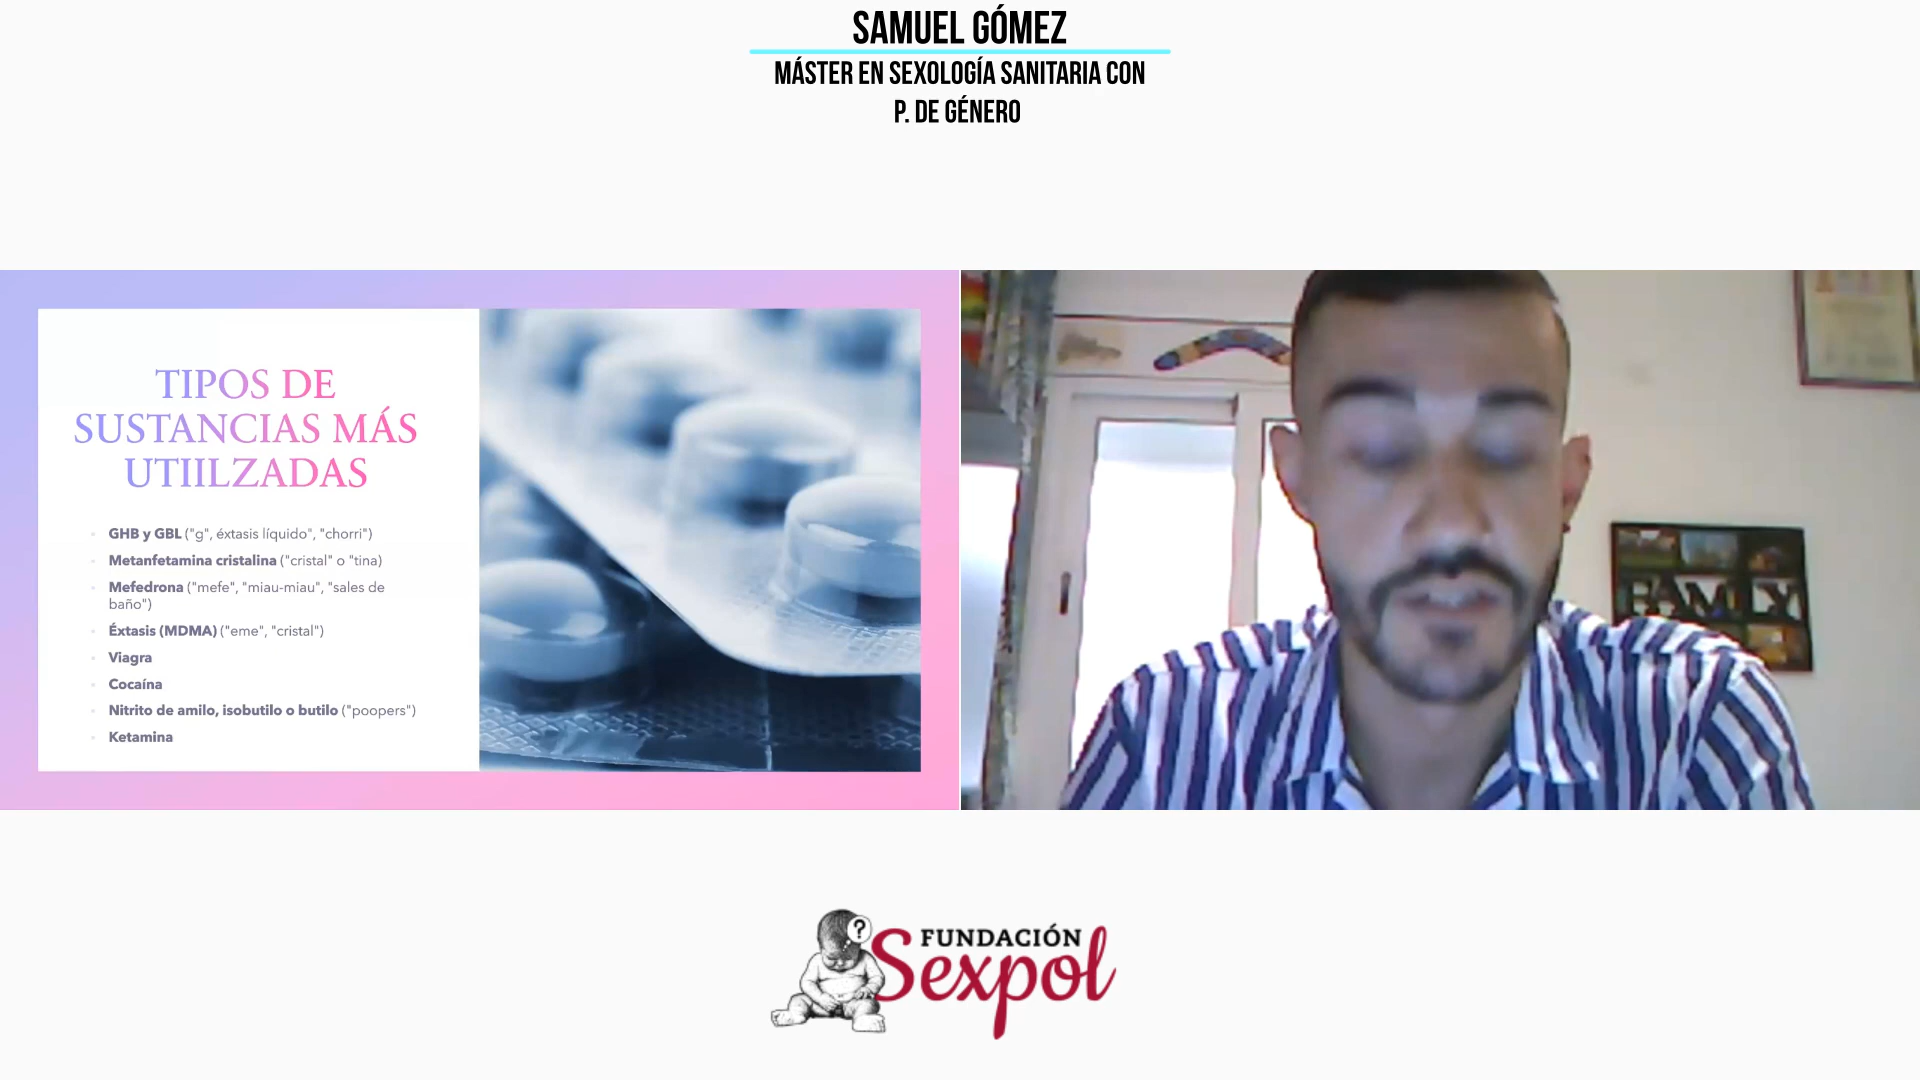 SAMUEL GÓMEZ
MÁSTER EN SEXOLOGÍA SANITARIA CON
P. DE GÉNERO
TIPOS DE
SUSTANCIAS MÁS
UTIILZADAS
GHB y GBL ("g", éxtasis líquido", "chorri")
Metanfetamina cristalina ("cristal" o "tina)
Mefedrona ("mefe", "miau-miau", "sales de
baño")
Éxtasis (MDMA) ("eme", "cristal")
Viagra
Cocaína
Nitrito de amilo, isobutilo o butilo ("poopers")
Ketamina
FAMILY
?
FUNDACIÓN
Sexpol